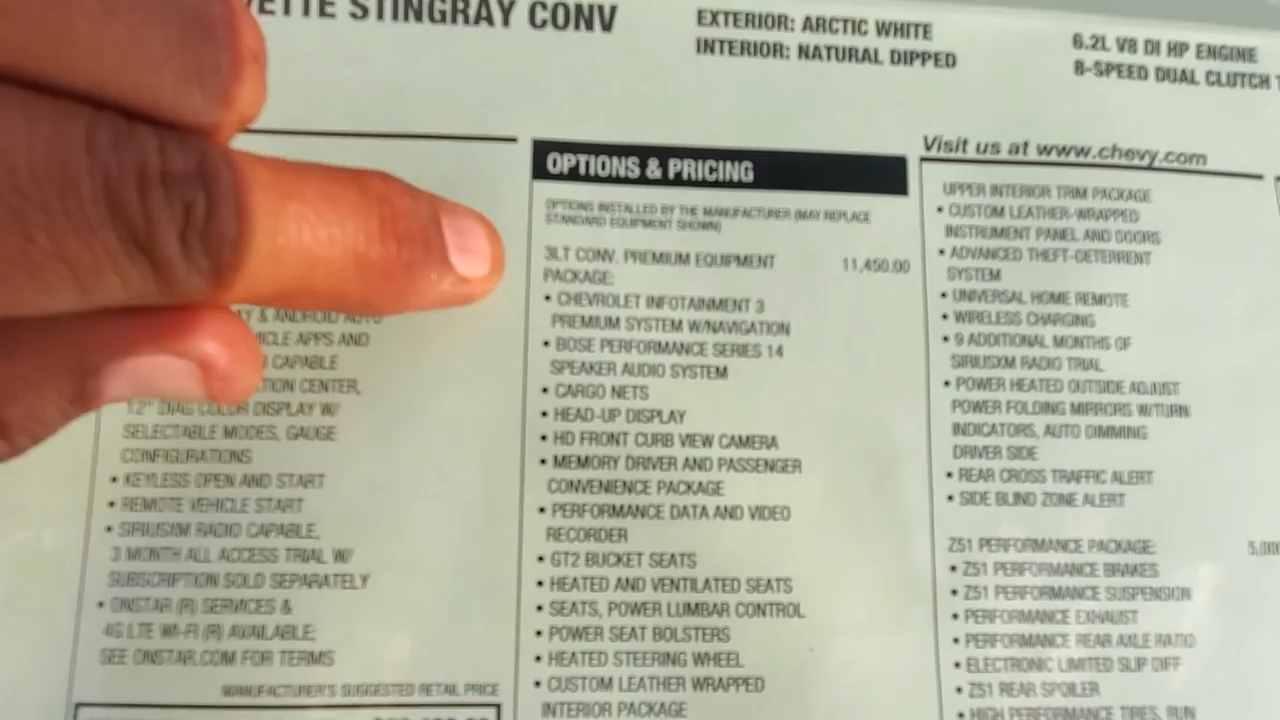 STINGRAY CONV
EXTERIOR: ARCTIC WHITE
INTERIOR: NATURAL DIPPED
6.2L V8 DI HP ENGINE
8-SPEED DUAL CLUTCH
& ANDROID AUTO
APPS AND
CAPABLE
CENTER,
12" DIAG COLOR DISPLAY W/
SELECTABLE MODES, GAUGE
CONFIGURATIONS
• KEYLESS OPEN AND START
• REMOTE VEHICLE START
• SIRIUSXM RADIO CAPABLE,
3 MONTH ALL ACCESS TRIAL W/
SUBSCRIPTION SOLD SEPARATELY
• ONSTAR (R) SERVICES &
4G LTE WI-FI (R) AVAILABLE;
SEE ONSTAR.COM FOR TERMS
MANUFACTURER'S SUGGESTED RETAIL PRICE
OPTIONS & PRICING
OPTIONS INSTALLED BY THE MANUFACTURER (MAY REPLACE
STANDARD EQUIPMENT SHOWN)
3LT CONV. PREMIUM EQUIPMENT 11,450.00
PACKAGE:
• CHEVROLET INFOTAINMENT 3
PREMIUM SYSTEM W/NAVIGATION
• BOSE PERFORMANCE SERIES 14
SPEAKER AUDIO SYSTEM
• CARGO NETS
• HEAD-UP DISPLAY
• HD FRONT CURB VIEW CAMERA
• MEMORY DRIVER AND PASSENGER
CONVENIENCE PACKAGE
• PERFORMANCE DATA AND VIDEO
RECORDER
• GT2 BUCKET SEATS
• HEATED AND VENTILATED SEATS
• SEATS, POWER LUMBAR CONTROL
• POWER SEAT BOLSTERS
• HEATED STEERING WHEEL
• CUSTOM LEATHER WRAPPED
INTERIOR PACKAGE
Visit us at www.chevy.com
UPPER INTERIOR TRIM PACKAGE
• CUSTOM LEATHER-WRAPPED
INSTRUMENT PANEL AND DOORS
• ADVANCED THEFT-DETERRENT
SYSTEM
• UNIVERSAL HOME REMOTE
• WIRELESS CHARGING
• 9 ADDITIONAL MONTHS OF
SIRIUSXM RADIO TRIAL
• POWER HEATED OUTSIDE ADJUST
POWER FOLDING MIRRORS W/TURN
INDICATORS, AUTO DIMMING
DRIVER SIDE
• REAR CROSS TRAFFIC ALERT
• SIDE BLIND ZONE ALERT
Z51 PERFORMANCE PACKAGE:
• Z51 PERFORMANCE BRAKES
• Z51 PERFORMANCE SUSPENSION
• PERFORMANCE EXHAUST
• PERFORMANCE REAR AXLE RATIO
• ELECTRONIC LIMITED SLIP DIFF
• Z51 REAR SPOILER
• HIGH PERFORMANCE TIRES, RUN